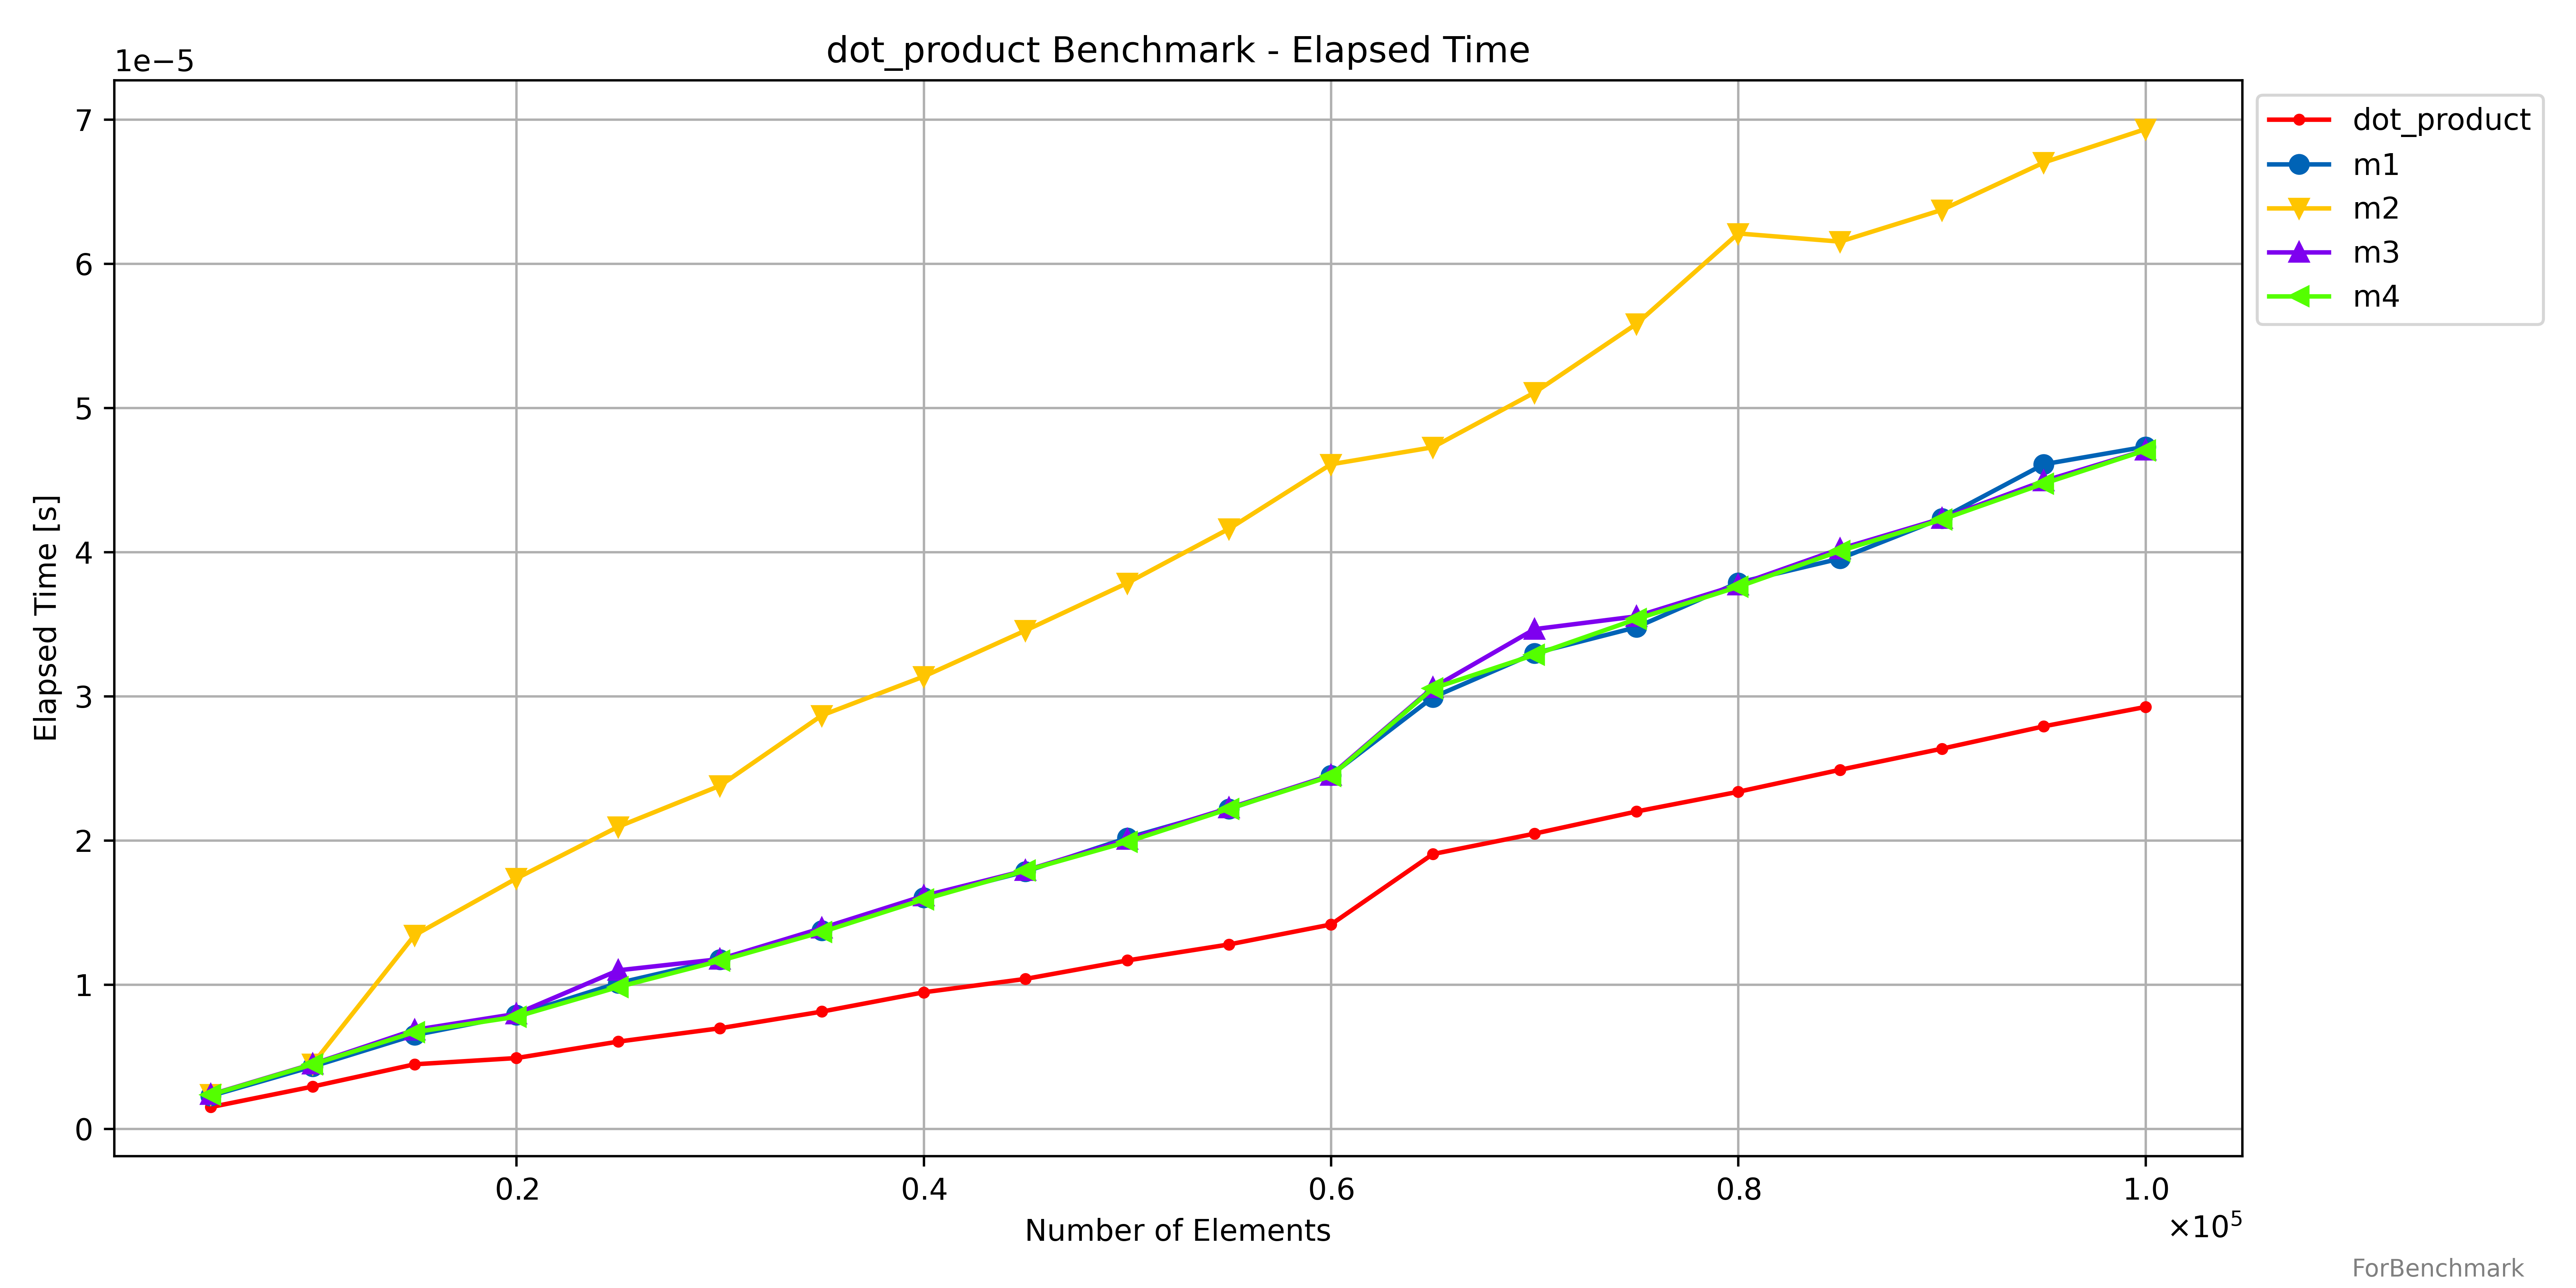 dot_product Benchmark - Elapsed Time
1e−5
7
6
5
4
3
2
1
0
Elapsed Time [s]
0.2 0.4 0.6 0.8 1.0
×10⁵
Number of Elements
dot_product
m1
m2
m3
m4
ForBenchmark